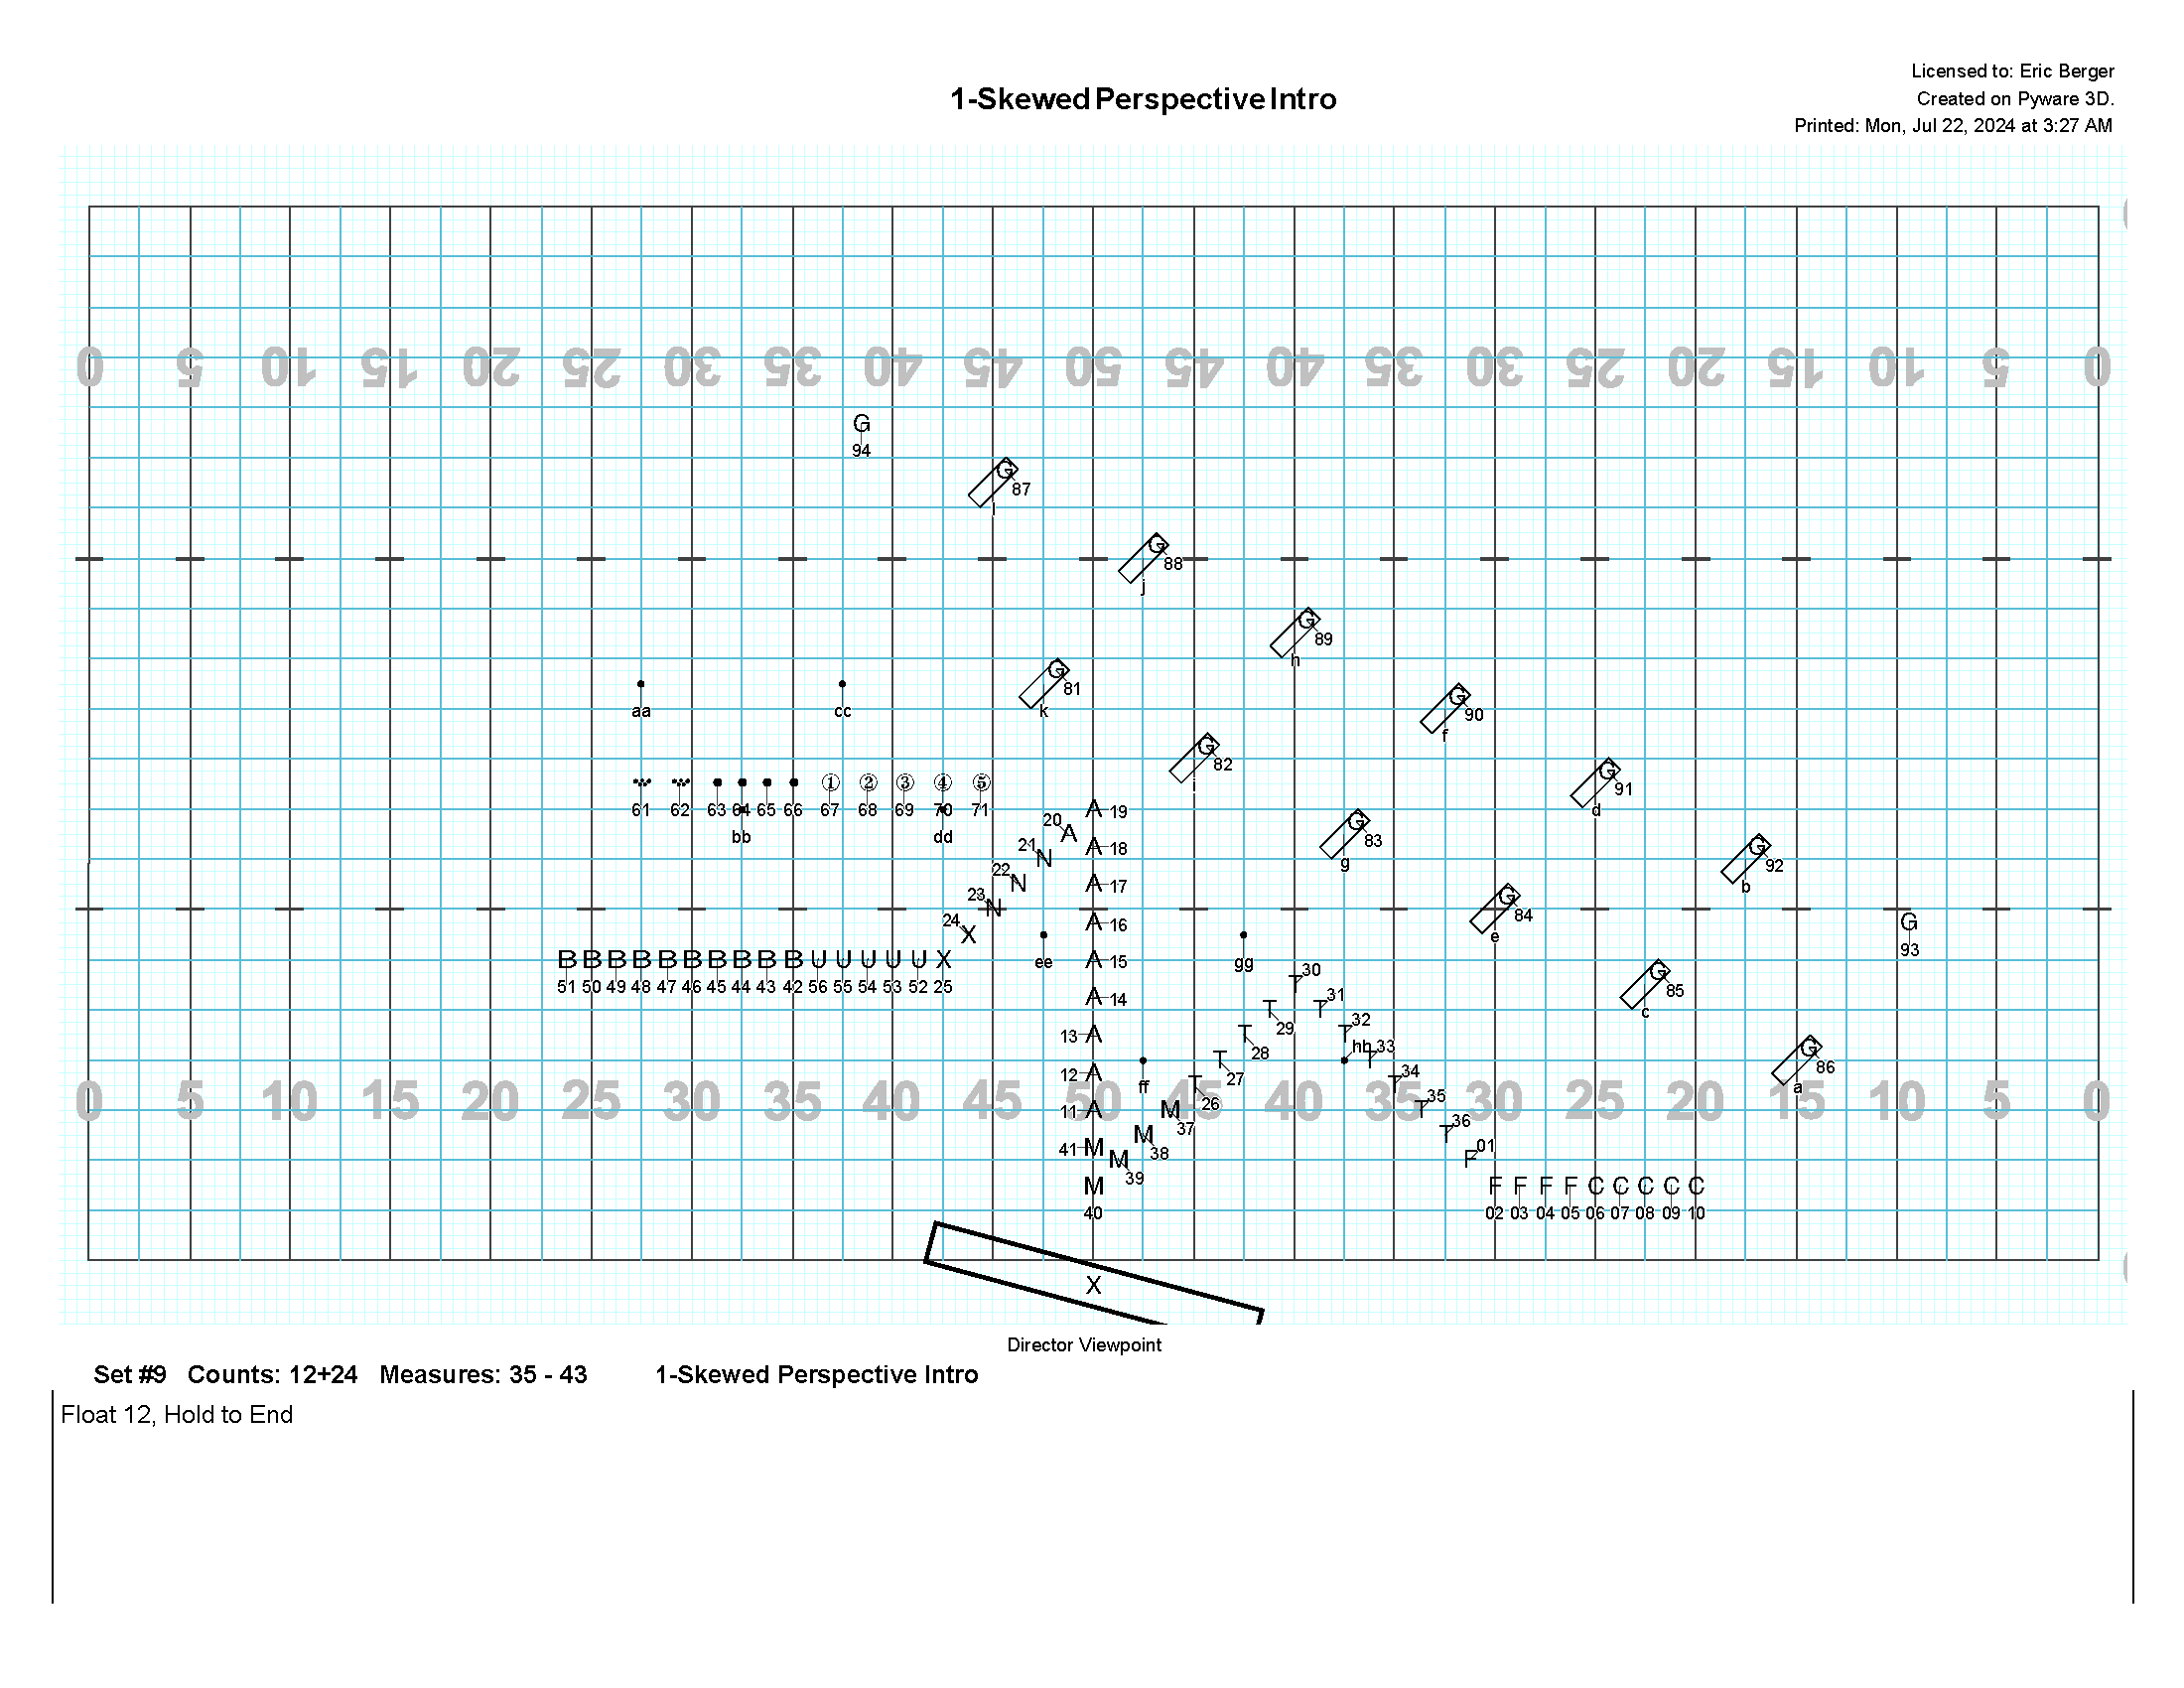 Licensed to: Eric Berger
1-Skewed Perspective Intro
Created on Pyware 3D.
Printed: Mon, Jul 22, 2024 at 3:27 AM
0 5 10 15 20 25 30 35 40 45 50 45 40 35 30 25 20 15 10 5 0
G
94
G
87
l
G
88
j
G
89
h
G
81
k
aa cc
G
90
f
G
82
i
G
91
d
① ② ③ ④ ⑤
61 62 63 64 65 66 67 68 69 70 71
bb dd
A 19
20 A
G
83
g
A 18
21 N
G
92
b
22 N
A 17
G
84
e
23 N
A 16
G
93
24 X
ee gg
B B B B B B B B B B U U U U U X
51 50 49 48 47 46 45 44 43 42 56 55 54 53 52 25
A 15
G
85
c
T 30
A 14
T 29
T 31
13 A
T 28
T 32
hh
T 33
T 27
12 A
ff
G
86
a
T 26
T 34
0 5 10 15 20 25 30 35 40 45 50 45 40 35 30 25 20 15 10 5 0
11 A
M 37
T 35
M 38
T 36
41 M
M 39
F 01
M
40
F F F F C C C C C
02 03 04 05 06 07 08 09 10
X
Director Viewpoint
Set #9 Counts: 12+24 Measures: 35 - 43 1-Skewed Perspective Intro
Float 12, Hold to End